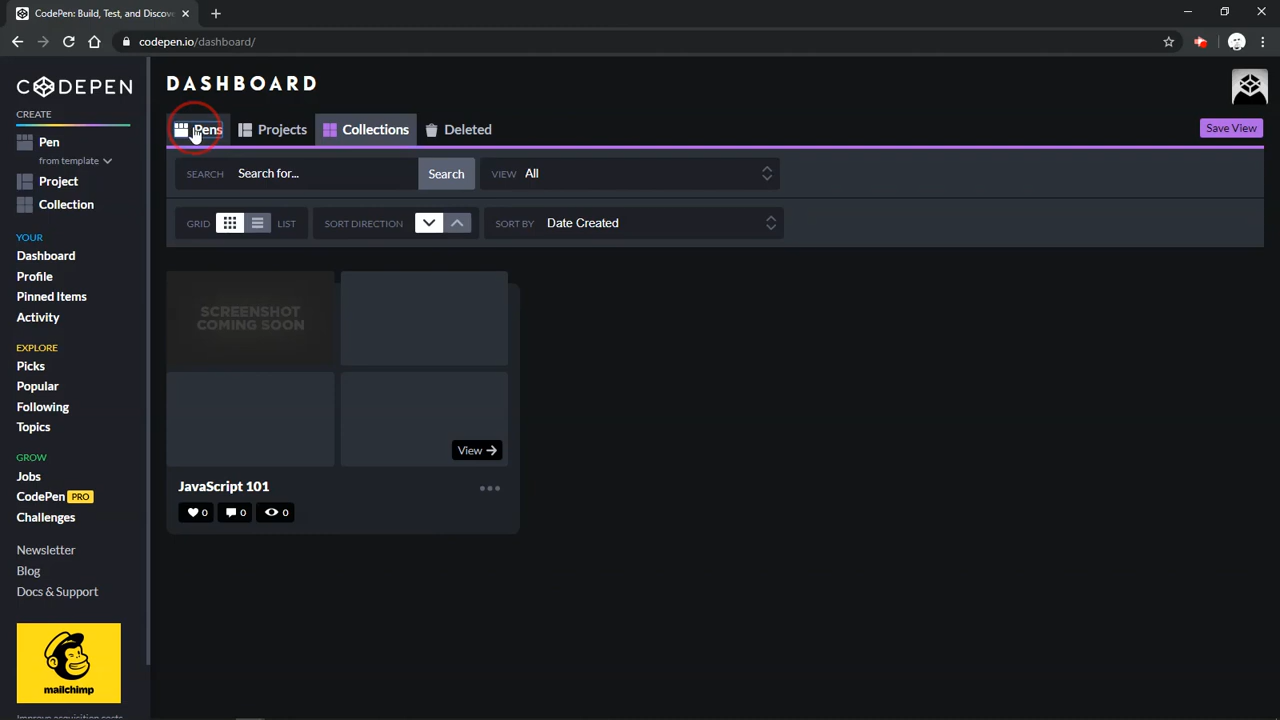 CodePen: Build, Test, and Discove
codepen.io/dashboard/
CODEPEN
CREATE
Pen
from template
Project
Collection
YOUR
Dashboard
Profile
Pinned Items
Activity
EXPLORE
Picks
Popular
Following
Topics
GROW
Jobs
CodePen PRO
Challenges
Newsletter
Blog
Docs & Support
mailchimp
DASHBOARD
Pens Projects Collections Deleted
Save View
SEARCH Search for... Search VIEW All
GRID LIST SORT DIRECTION SORT BY Date Created
SCREENSHOT
COMING SOON
View
JavaScript 101
0 0 0